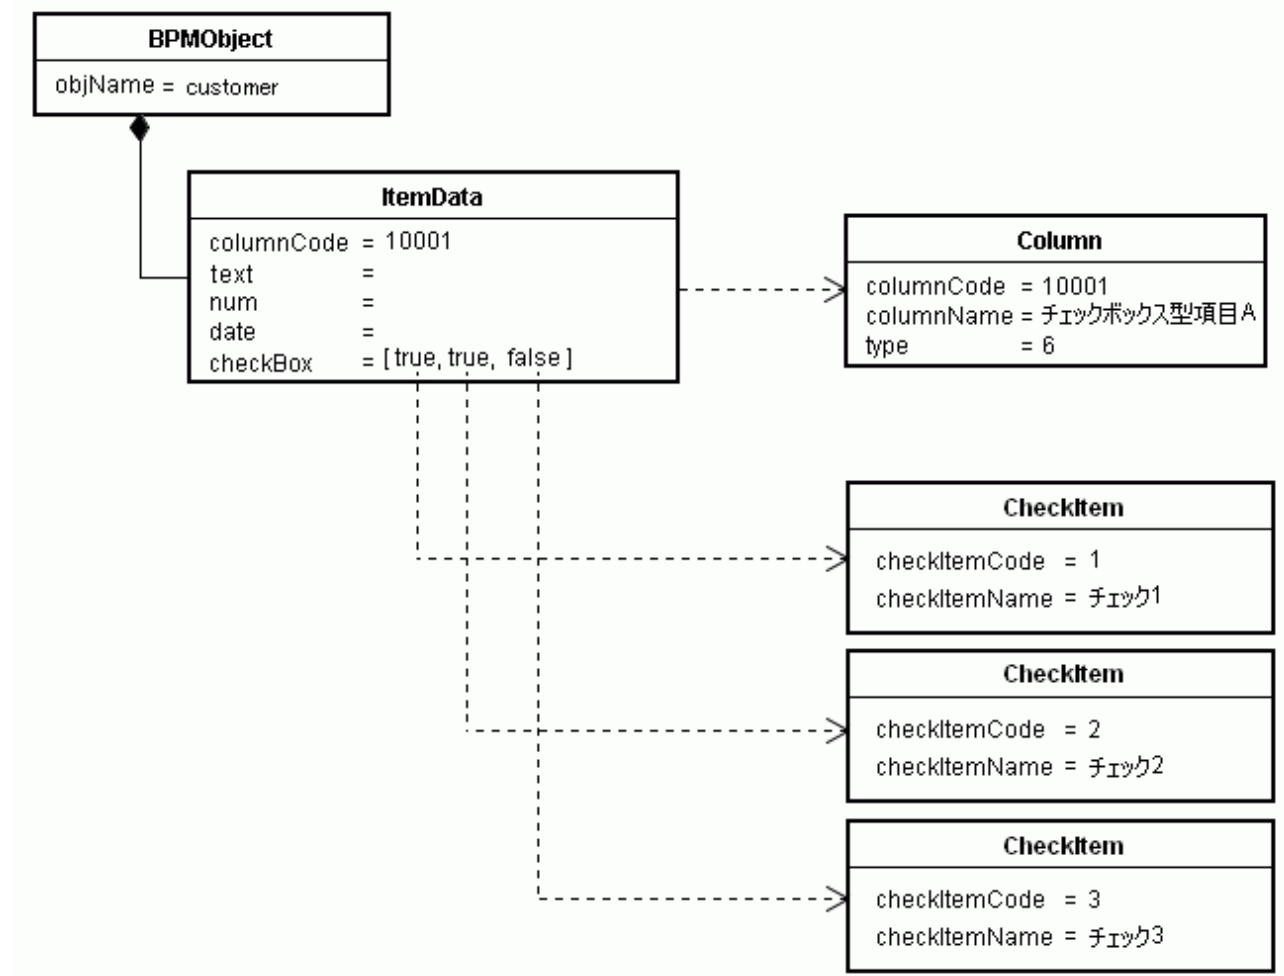 BPMObject
objName = customer
ItemData
columnCode = 10001
text =
num =
date =
checkBox = [ true, true, false ]
Column
columnCode = 10001
columnName = チェックボックス型項目A
type = 6
CheckItem
checkItemCode = 1
checkItemName = チェック1
CheckItem
checkItemCode = 2
checkItemName = チェック2
CheckItem
checkItemCode = 3
checkItemName = チェック3